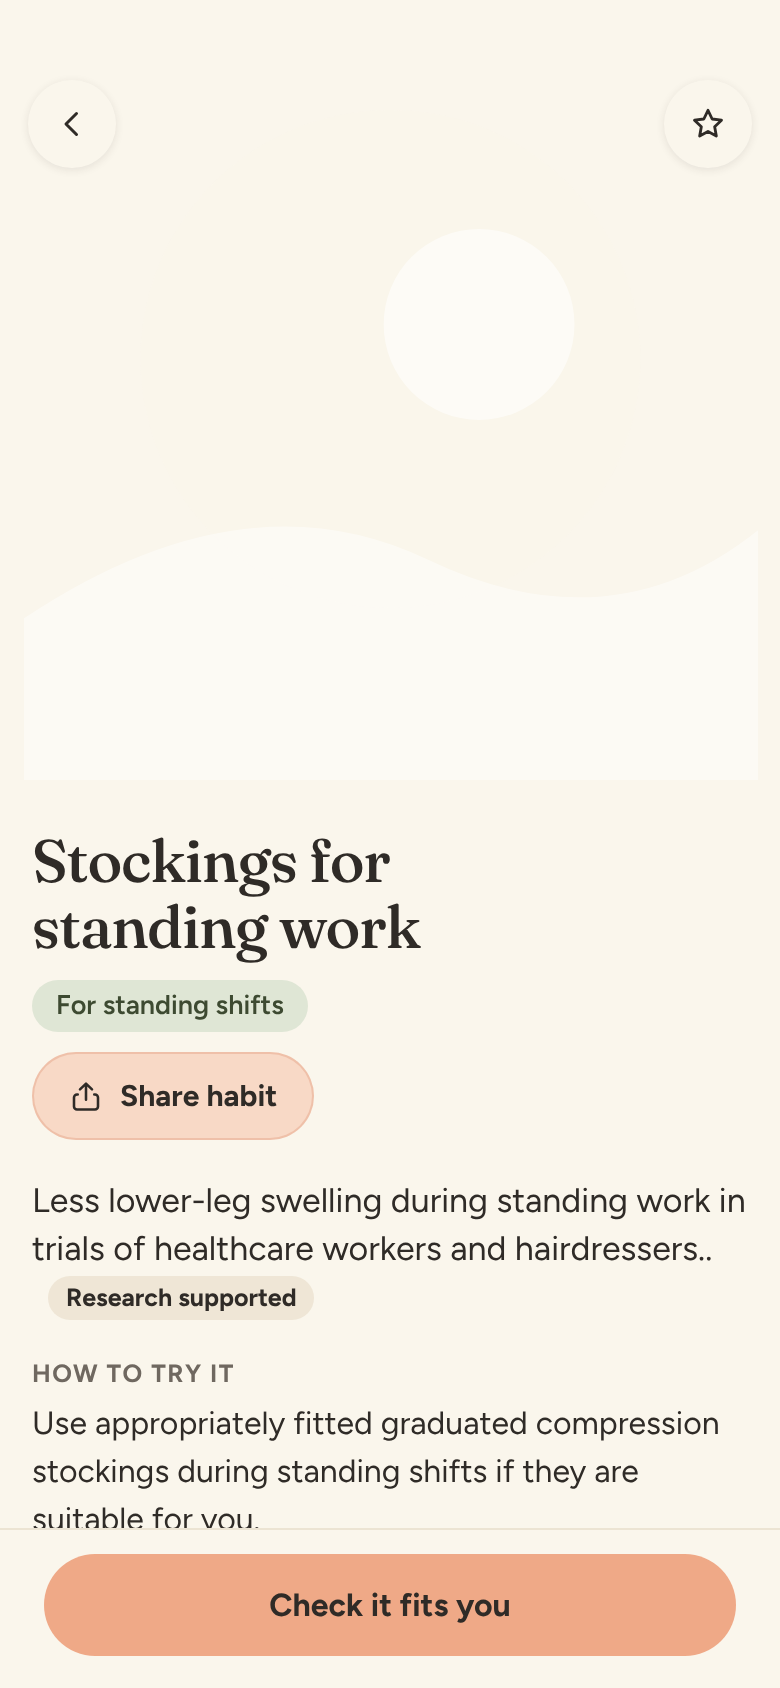 Stockings for
standing work
For standing shifts
Share habit
Less lower-leg swelling during standing work in
trials of healthcare workers and hairdressers..
Research supported
HOW TO TRY IT
Use appropriately fitted graduated compression
stockings during standing shifts if they are
suitable for you.
Check it fits you